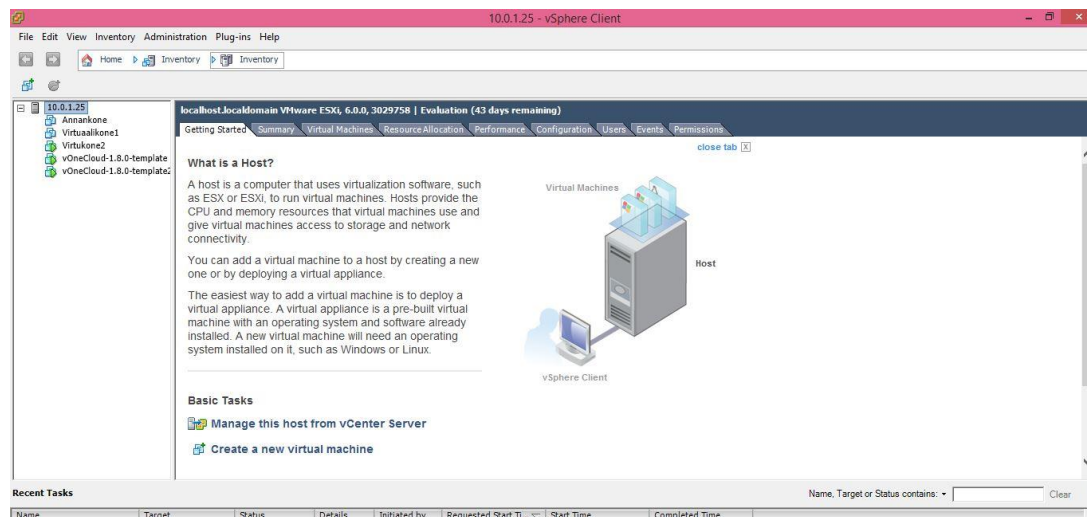 10.0.1.25 - vSphere Client
File Edit View Inventory Administration Plug-ins Help
Home Inventory Inventory
10.0.1.25
Annankone
Virtuaalikone1
Virtukone2
vOneCloud-1.8.0-template
vOneCloud-1.8.0-template2
localhost.localdomain VMware ESXi, 6.0.0, 3029758 | Evaluation (43 days remaining)
Getting Started Summary Virtual Machines Resource Allocation Performance Configuration Users Events Permissions
close tab X
What is a Host?
A host is a computer that uses virtualization software, such
as ESX or ESXi, to run virtual machines. Hosts provide the
CPU and memory resources that virtual machines use and
give virtual machines access to storage and network
connectivity.
You can add a virtual machine to a host by creating a new
one or by deploying a virtual appliance.
The easiest way to add a virtual machine is to deploy a
virtual appliance. A virtual appliance is a pre-built virtual
machine with an operating system and software already
installed. A new virtual machine will need an operating
system installed on it, such as Windows or Linux.
Virtual Machines
Host
vSphere Client
Basic Tasks
Manage this host from vCenter Server
Create a new virtual machine
Recent Tasks
Name, Target or Status contains:
Clear
Name Target Status Details Initiated by Requested Start Ti... Start Time Completed Time